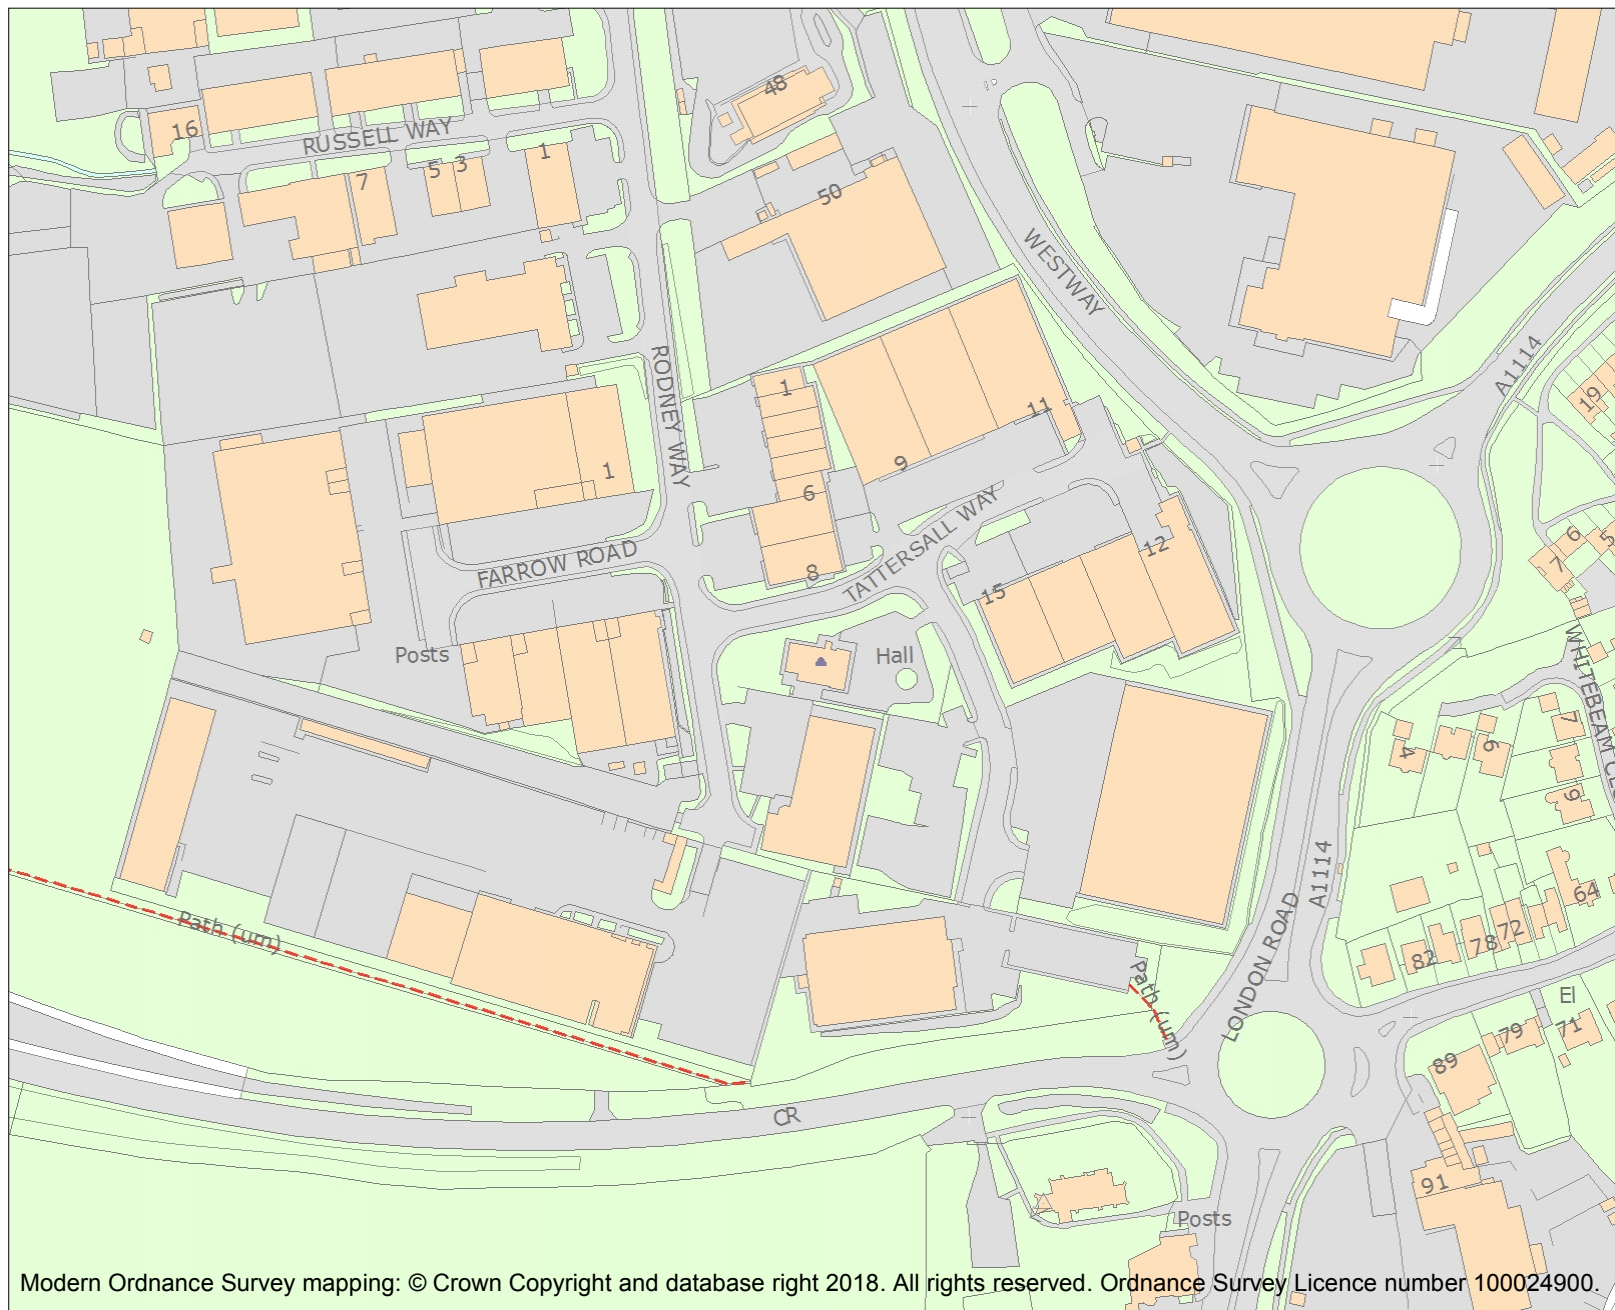 48
16
RUSSELL WAY
1
5
3
7
50
WESTWAY
A1114
19
RODNEY WAY
1
11
9
1
6
TATTERSALL WAY
FARROW ROAD
8
12
15
6
5
7
Posts
Hall
WHITEBEAM
4
6
7
9
A1114
64
72
78
82
Path (um)
Path (um)
LONDON ROAD
El
79
71
89
CR
91
Posts
Modern Ordnance Survey mapping: © Crown Copyright and database right 2018. All rights reserved. Ordnance Survey Licence number 100024900.